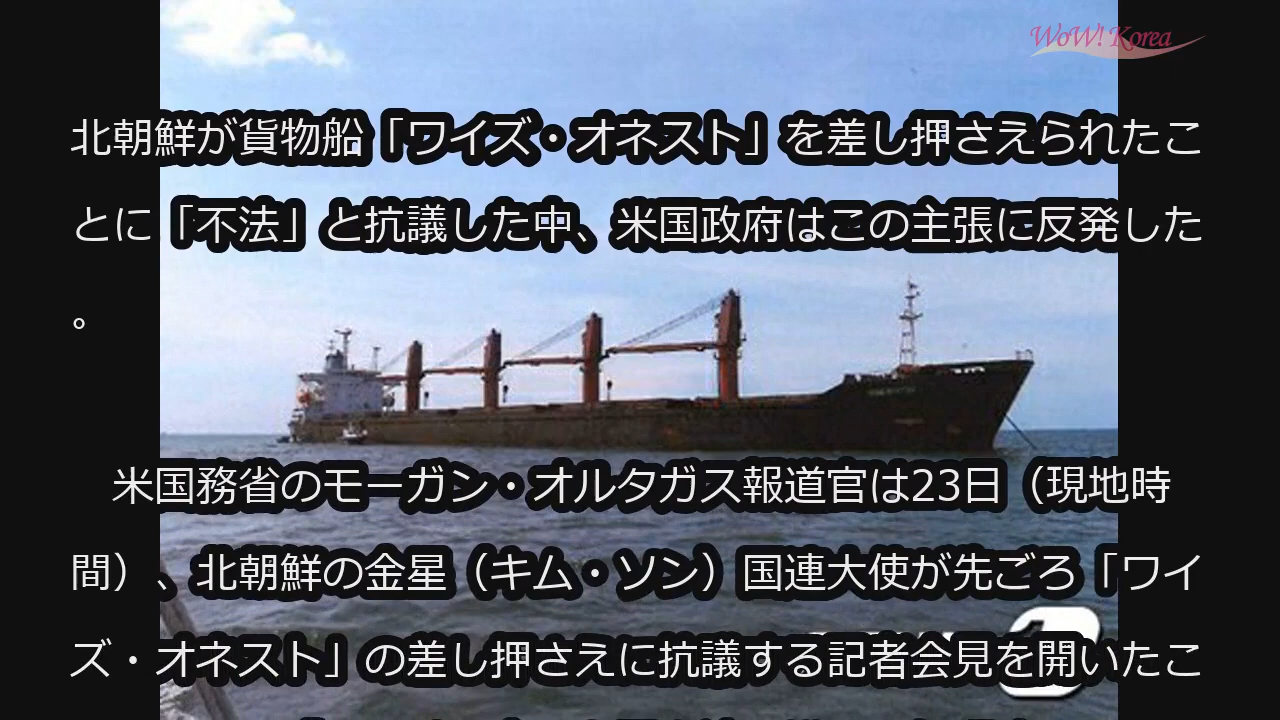 WoW! Korea
北朝鮮が貨物船「ワイズ・オネスト」を差し押さえられたこ
とに「不法」と抗議した中、米国政府はこの主張に反発した
。
米国務省のモーガン・オルタガス報道官は23日（現地時
間）、北朝鮮の金星（キム・ソン）国連大使が先ごろ「ワイ
ズ・オネスト」の差し押さえに抗議する記者会見を開いたこ